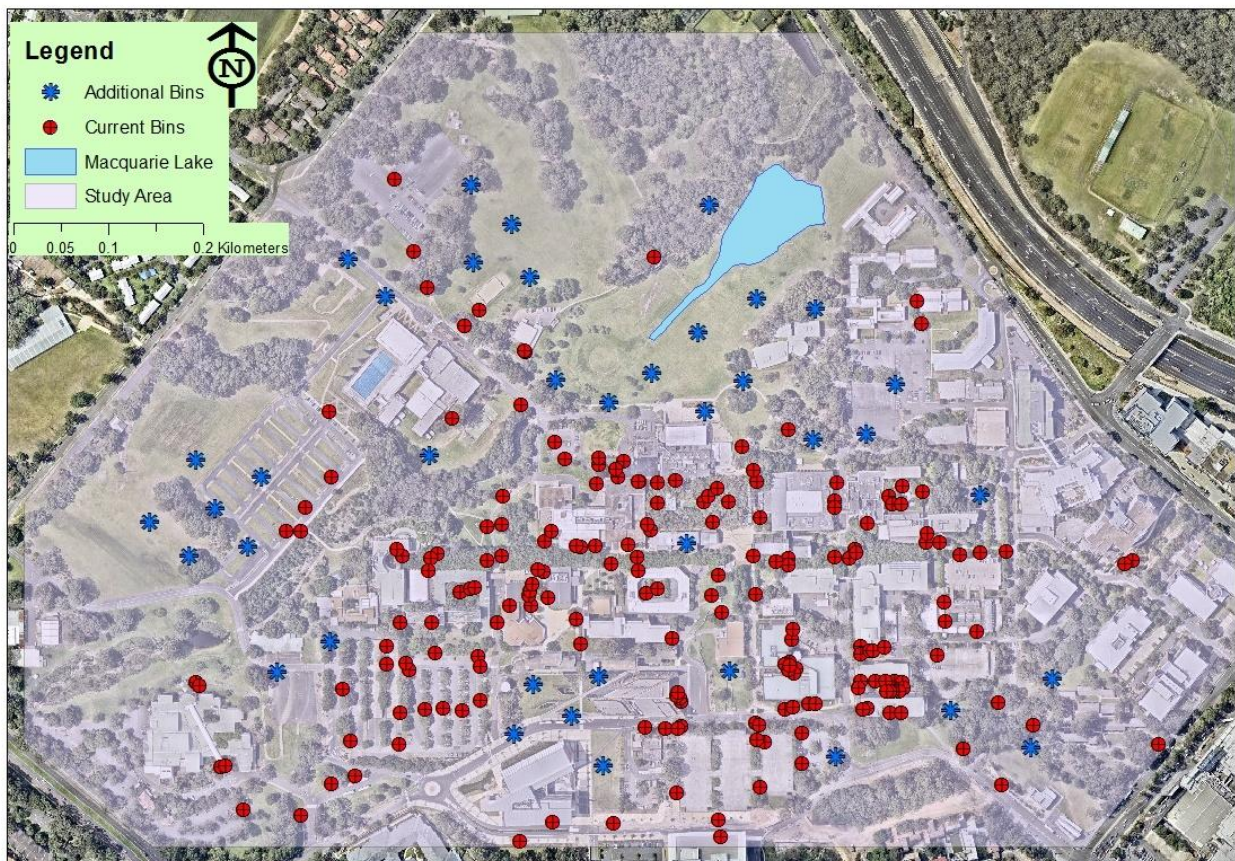 Legend
N
Additional Bins
Current Bins
Macquarie Lake
Study Area
0 0.05 0.1 0.2 Kilometers